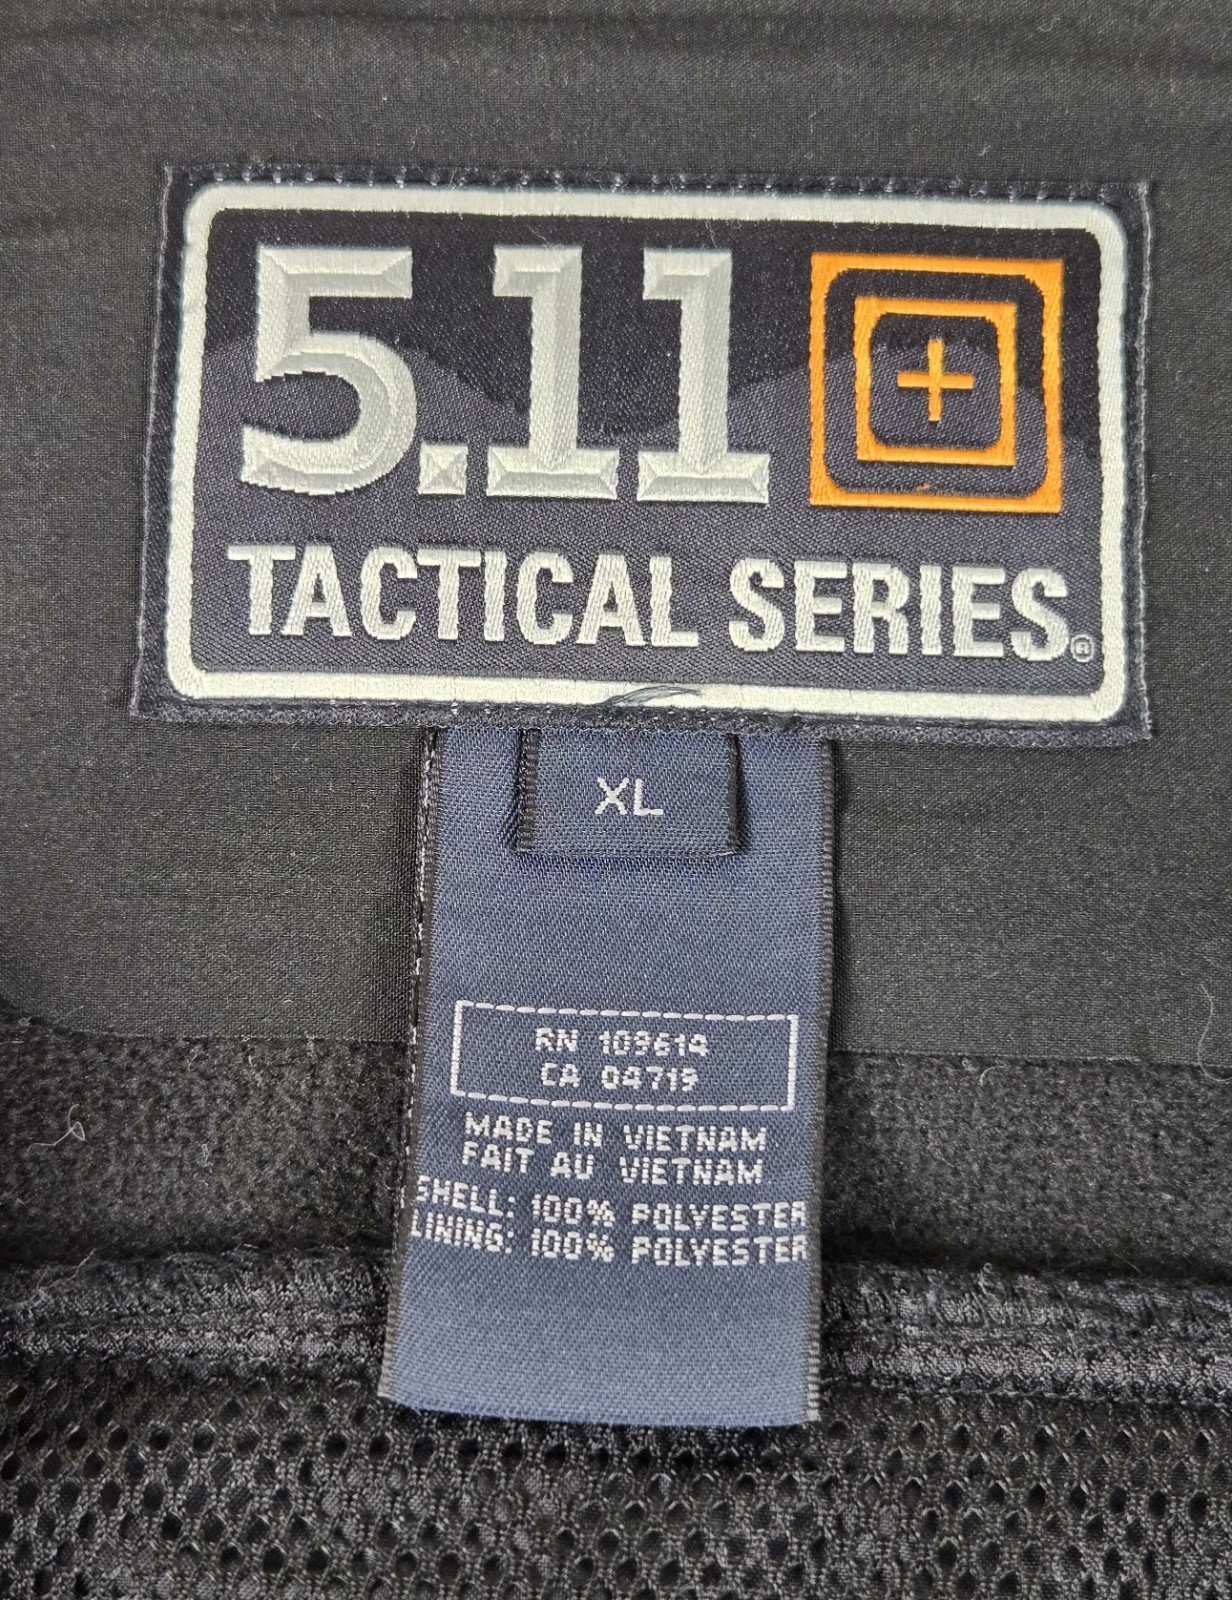 5.11
TACTICAL SERIES®
XL
RN 109614
CA 04719
MADE IN VIETNAM
FAIT AU VIETNAM
SHELL: 100% POLYESTER
LINING: 100% POLYESTER